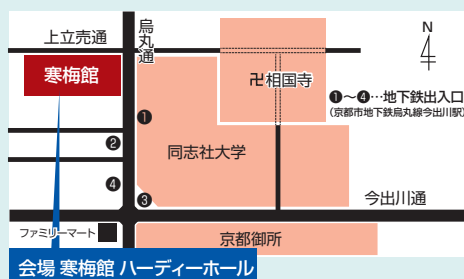 上立売通
烏丸通
N
寒梅館
卍相国寺
❶~❹…地下鉄出入口
(京都市地下鉄烏丸線今出川駅)
❶
❷
同志社大学
❹
❸
今出川通
ファミリーマート
京都御所
会場 寒梅館 ハーディーホール